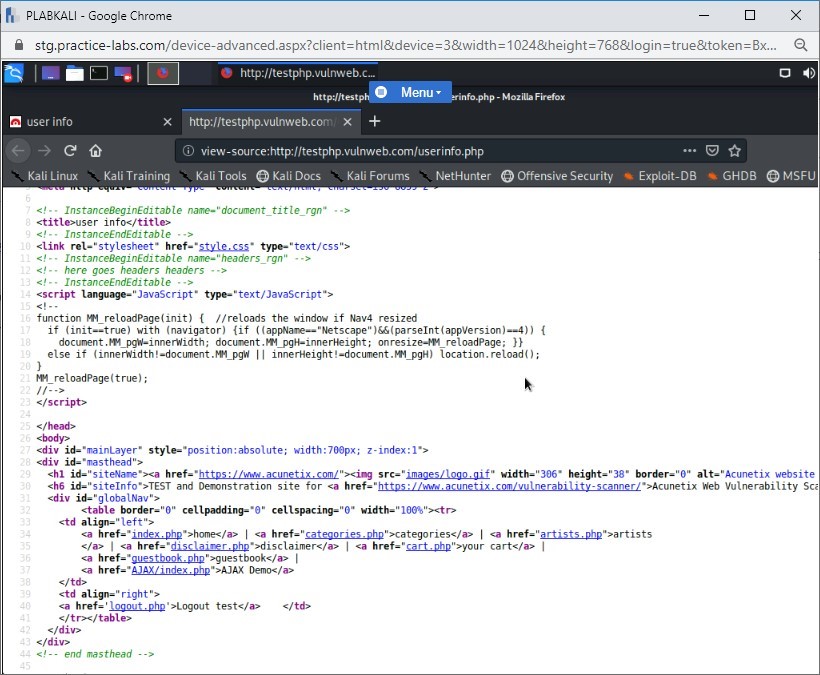 PLABKALI - Google Chrome
stg.practice-labs.com/device-advanced.aspx?client=html&device=3&width=1024&height=768&login=true&token=Bx...
http://testphp.vulnweb.c...
Menu
http://testph erinfo.php - Mozilla Firefox
user info
http://testphp.vulnweb.com/
view-source:http://testphp.vulnweb.com/userinfo.php
Kali Linux Kali Training Kali Tools Kali Docs Kali Forums NetHunter Offensive Security Exploit-DB GHDB MSFU
6
7 <!-- InstanceBeginEditable name="document_title_rgn" -->
8 <title>user info</title>
9 <!-- InstanceEndEditable -->
10 <link rel="stylesheet" href="style.css" type="text/css">
11 <!-- InstanceBeginEditable name="headers_rgn" -->
12 <!-- here goes headers headers -->
13 <!-- InstanceEndEditable -->
14 <script language="JavaScript" type="text/JavaScript">
15 <!--
16 function MM_reloadPage(init) {  //reloads the window if Nav4 resized
17   if (init==true) with (navigator) {if ((appName=="Netscape")&&(parseInt(appVersion)==4)) {
18     document.MM_pgW=innerWidth; document.MM_pgH=innerHeight; onresize=MM_reloadPage; }}
19   else if (innerWidth!=document.MM_pgW || innerHeight!=document.MM_pgH) location.reload();
20 }
21 MM_reloadPage(true);
22 //-->
23 </script>
24
25 </head>
26 <body>
27 <div id="mainLayer" style="position:absolute; width:700px; z-index:1">
28 <div id="masthead">
29   <h1 id="siteName"><a href="https://www.acunetix.com/"><img src="images/logo.gif" width="306" height="38" border="0" alt="Acunetix website
30   <h6 id="siteInfo">TEST and Demonstration site for <a href="https://www.acunetix.com/vulnerability-scanner/">Acunetix Web Vulnerability Sca
31   <div id="globalNav">
32         <table border="0" cellpadding="0" cellspacing="0" width="100%"><tr>
33     <td align="left">
34         <a href="index.php">home</a> | <a href="categories.php">categories</a> | <a href="artists.php">artists
35         </a> | <a href="disclaimer.php">disclaimer</a> | <a href="cart.php">your cart</a> |
36         <a href="guestbook.php">guestbook</a> |
37         <a href="AJAX/index.php">AJAX Demo</a>
38     </td>
39     <td align="right">
40     <a href='logout.php'>Logout test</a>    </td>
41     </tr></table>
42   </div>
43 </div>
44 <!-- end masthead -->
45